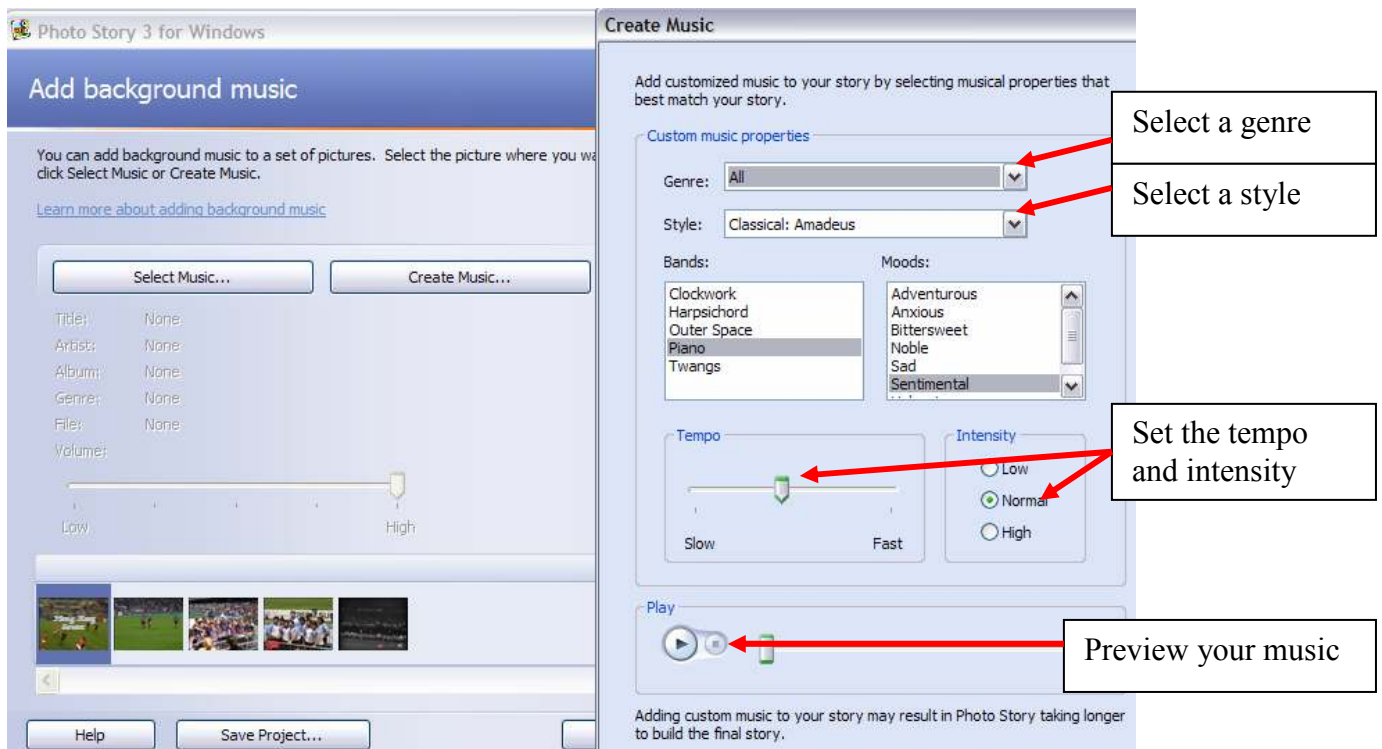 Photo Story 3 for Windows
Add background music
You can add background music to a set of pictures. Select the picture where you wa
click Select Music or Create Music.
Learn more about adding background music
Select Music...
Create Music...
Title: None
Artist: None
Album: None
Genre: None
File: None
Volume:
Low High
Help
Save Project...
Create Music
Add customized music to your story by selecting musical properties that
best match your story.
Custom music properties
Genre: All
Style: Classical: Amadeus
Bands:
Clockwork
Harpsichord
Outer Space
Piano
Twangs
Moods:
Adventurous
Anxious
Bittersweet
Noble
Sad
Sentimental
Tempo
Slow Fast
Intensity
Low
Normal
High
Play
Adding custom music to your story may result in Photo Story taking longer
to build the final story.
Select a genre
Select a style
Set the tempo
and intensity
Preview your music